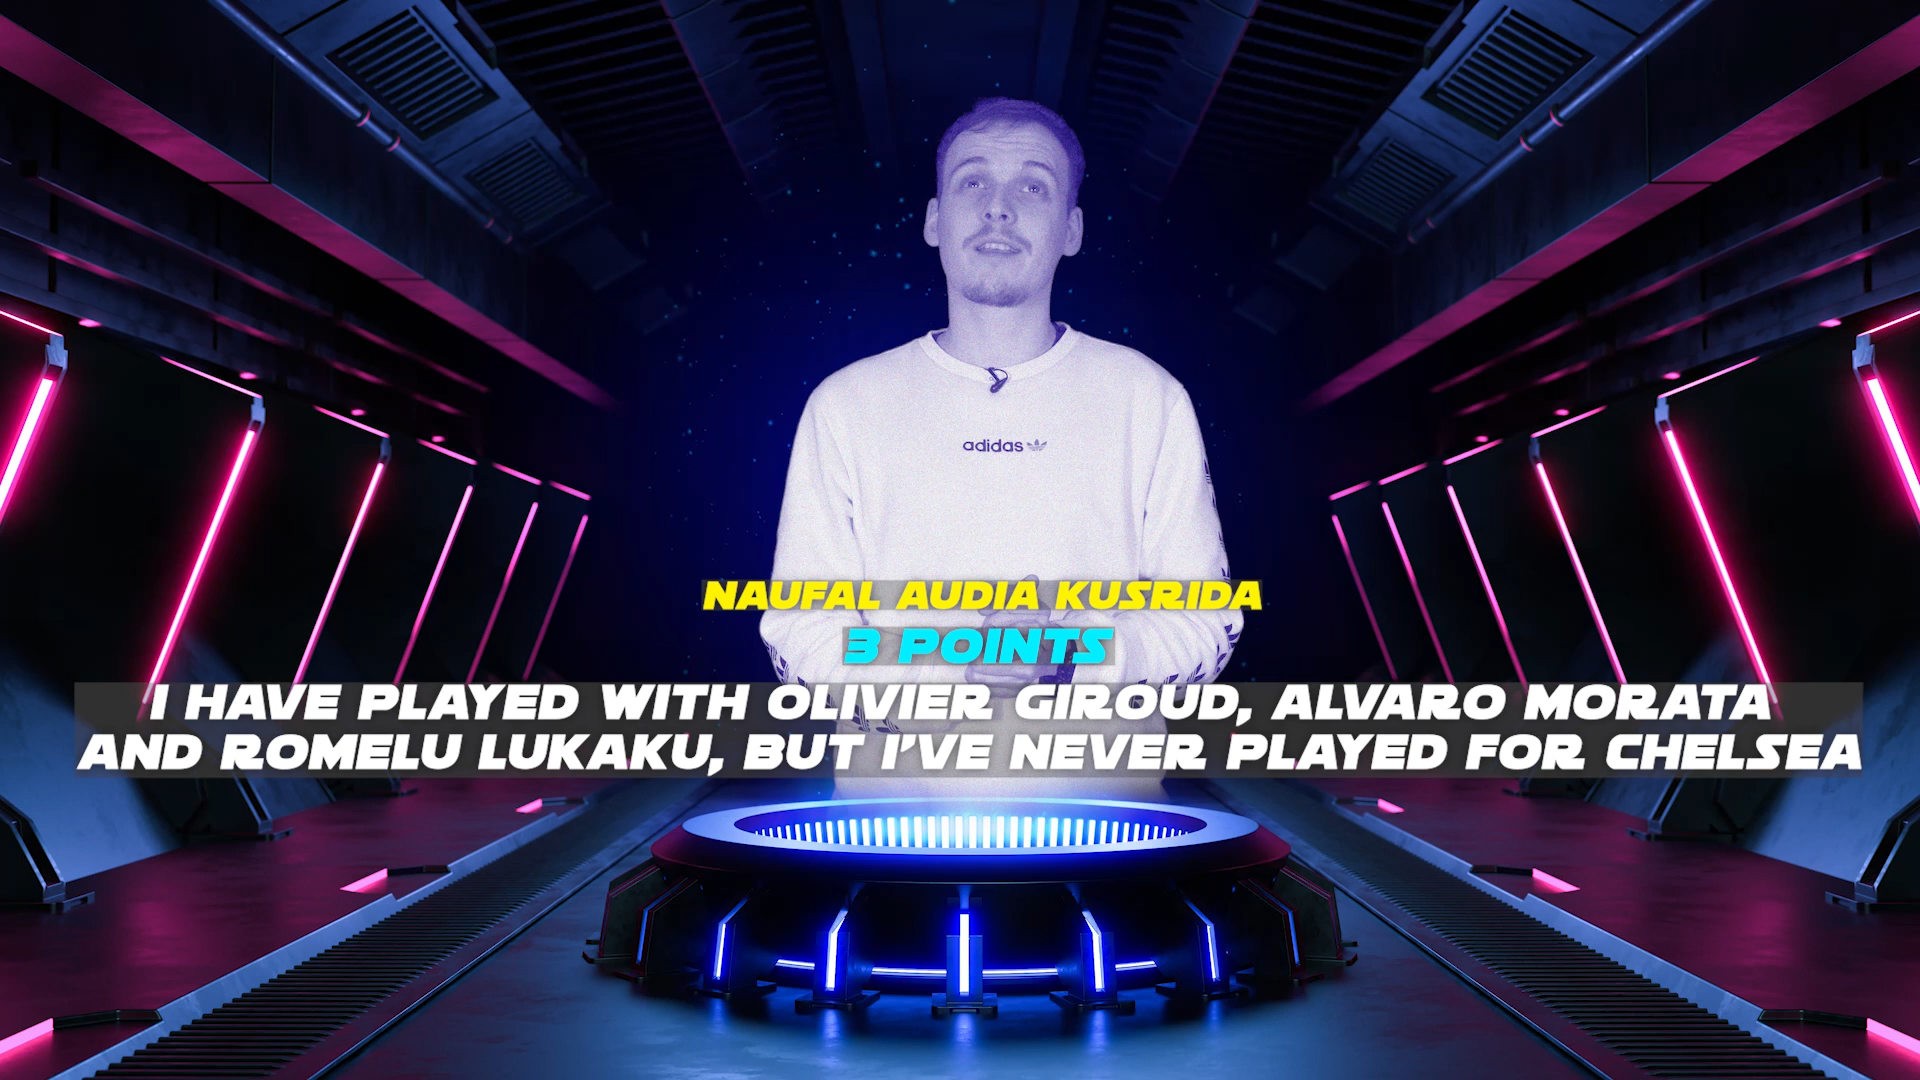 adidas
NAUFAL AUDIA KUSRIDA
3 POINTS
I HAVE PLAYED WITH OLIVIER GIROUD, ALVARO MORATA
AND ROMELU LUKAKU, BUT I'VE NEVER PLAYED FOR CHELSEA